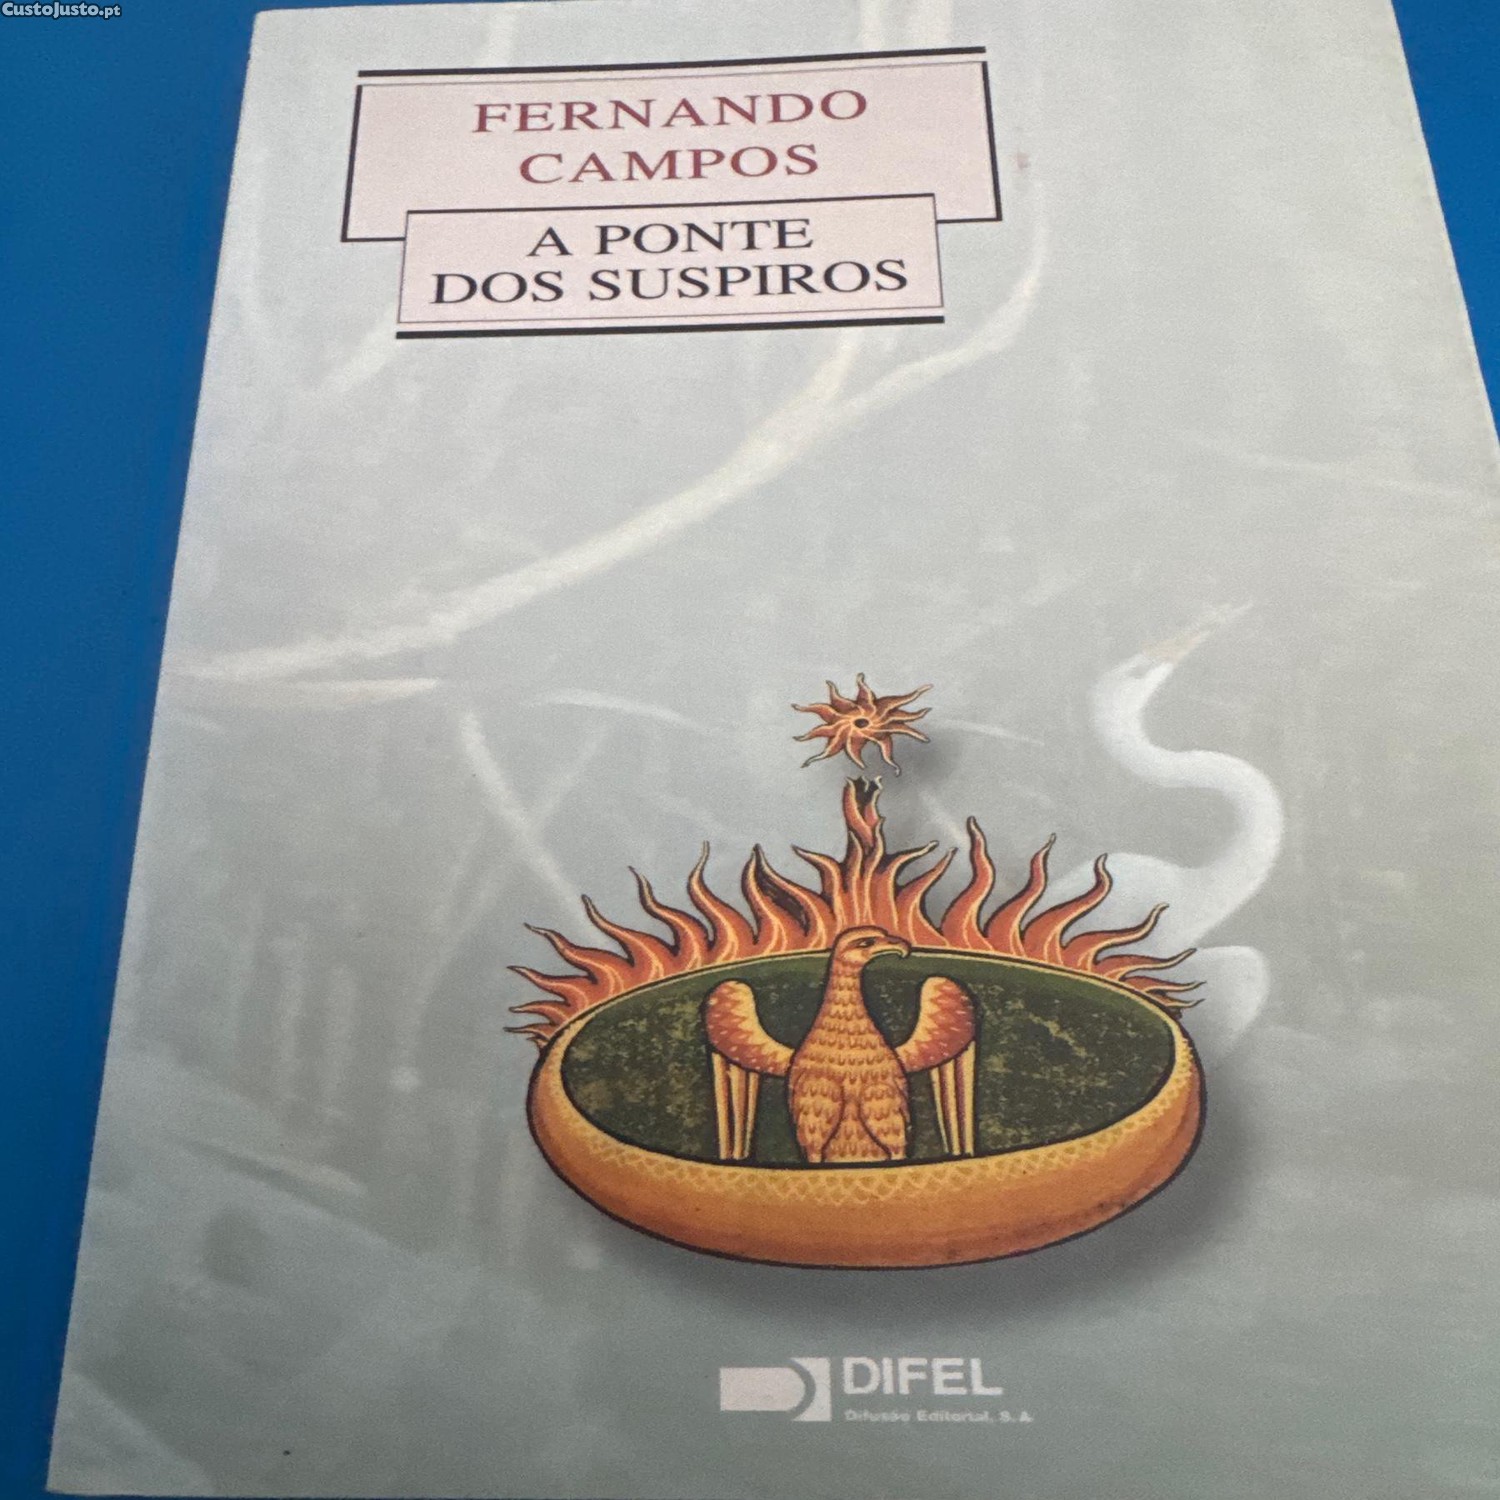 CustoJusto.pt
FERNANDO
CAMPOS
A PONTE
DOS SUSPIROS
DIFEL
Difusão Editorial, S.A.